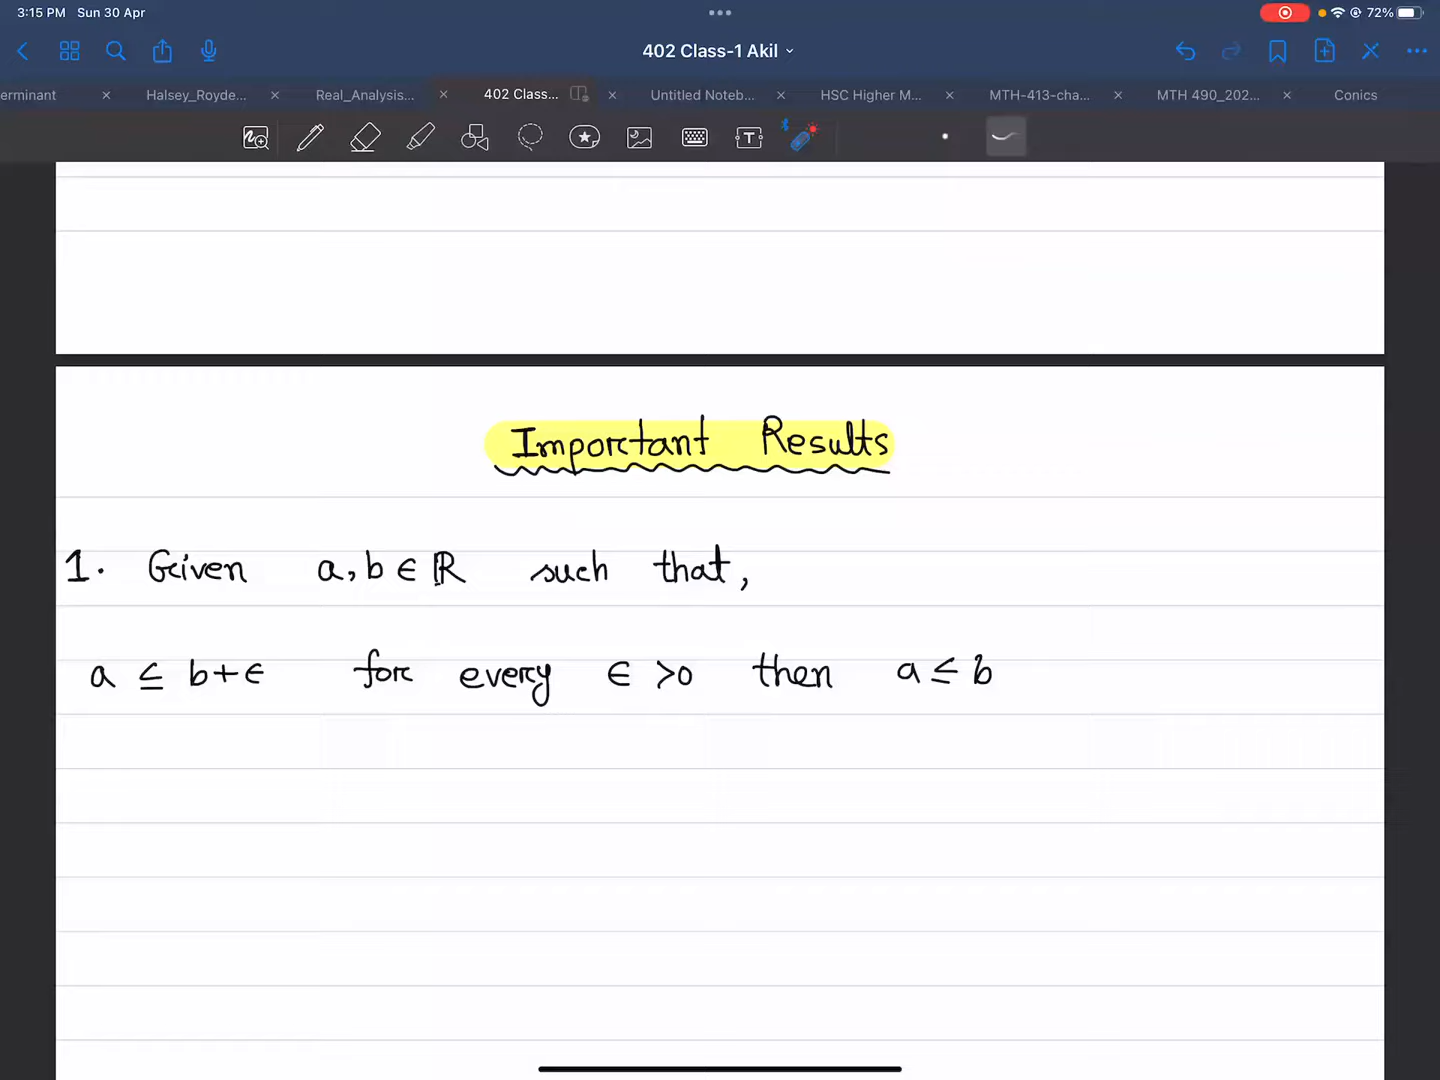 3:15 PM Sun 30 Apr
72%
402 Class-1 Akil
erminant
Halsey_Royde...
Real_Analysis...
402 Class...
Untitled Noteb...
HSC Higher M...
MTH-413-cha...
MTH 490_202...
Conics
Important Results
1. Given a, b ∈ ℝ such that,
a ≤ b+ϵ for every ϵ >0 then a ≤ b